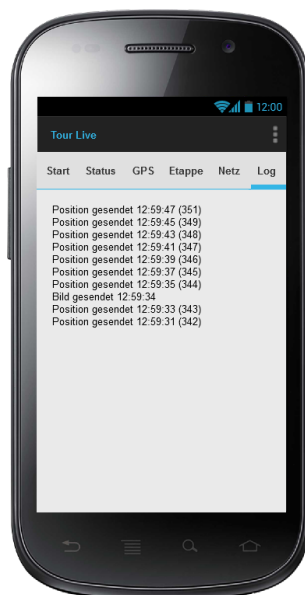 12:00
Tour Live
Start Status GPS Etappe Netz Log
Position gesendet 12:59:47 (351)
Position gesendet 12:59:45 (349)
Position gesendet 12:59:43 (348)
Position gesendet 12:59:41 (347)
Position gesendet 12:59:39 (346)
Position gesendet 12:59:37 (345)
Position gesendet 12:59:35 (344)
Bild gesendet 12:59:34
Position gesendet 12:59:33 (343)
Position gesendet 12:59:31 (342)